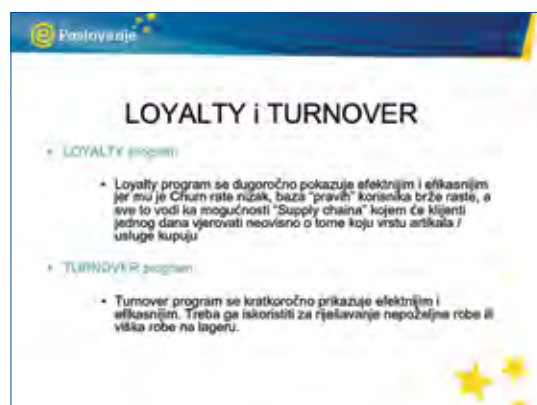 e Poslovanje
LOYALTY i TURNOVER
• LOYALTY program
• Loyalty program se dugoročno pokazuje efektnijim i efikasnijim
jer mu je Churn rate nizak, baza "pravih" korisnika brže raste, a
sve to vodi ka mogućnosti "Supply chaina" kojem će klijenti
jednog dana vjerovati neovisno o tome koju vrstu artikala /
usluge kupuju
• TURNOVER program
• Turnover program se kratkoročno prikazuje efektnijim i
efikasnijim. Treba ga iskoristiti za rješavanje nepoželjne robe ili
viška robe na lageru.